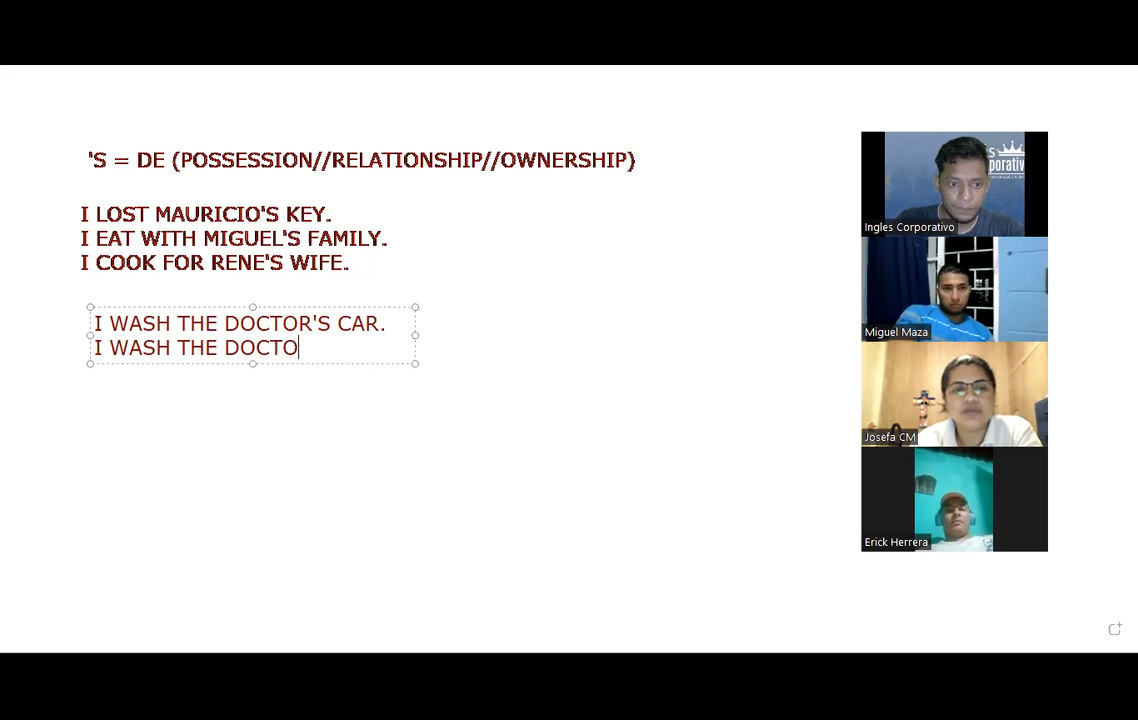 'S = DE (POSSESSION//RELATIONSHIP//OWNERSHIP)
I LOST MAURICIO'S KEY.
I EAT WITH MIGUEL'S FAMILY.
I COOK FOR RENE'S WIFE.
I WASH THE DOCTOR'S CAR.
I WASH THE DOCTO
Ingles Corporativo
Miguel Maza
Josefa CM
Erick Herrera